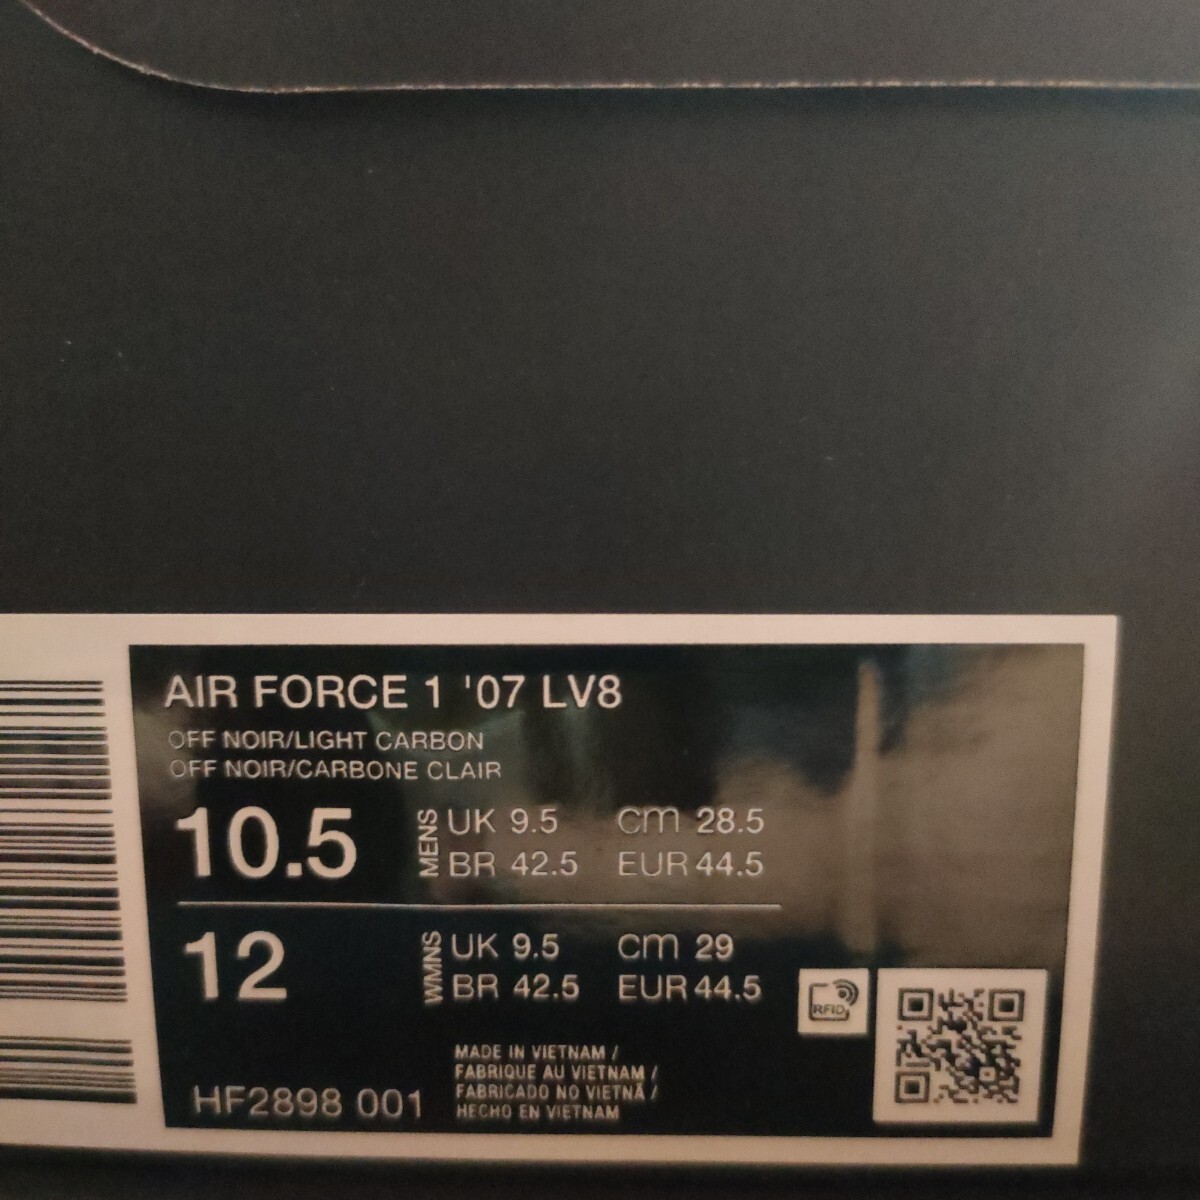 AIR FORCE 1 '07 LV8
OFF NOIR/LIGHT CARBON
OFF NOIR/CARBONE CLAIR
10.5 MENS UK 9.5 cm 28.5
BR 42.5 EUR 44.5
12 WMNS UK 9.5 cm 29
BR 42.5 EUR 44.5
RFID
MADE IN VIETNAM /
FABRIQUE AU VIETNAM /
FABRICADO NO VIETNÃ /
HECHO EN VIETNAM
HF2898 001